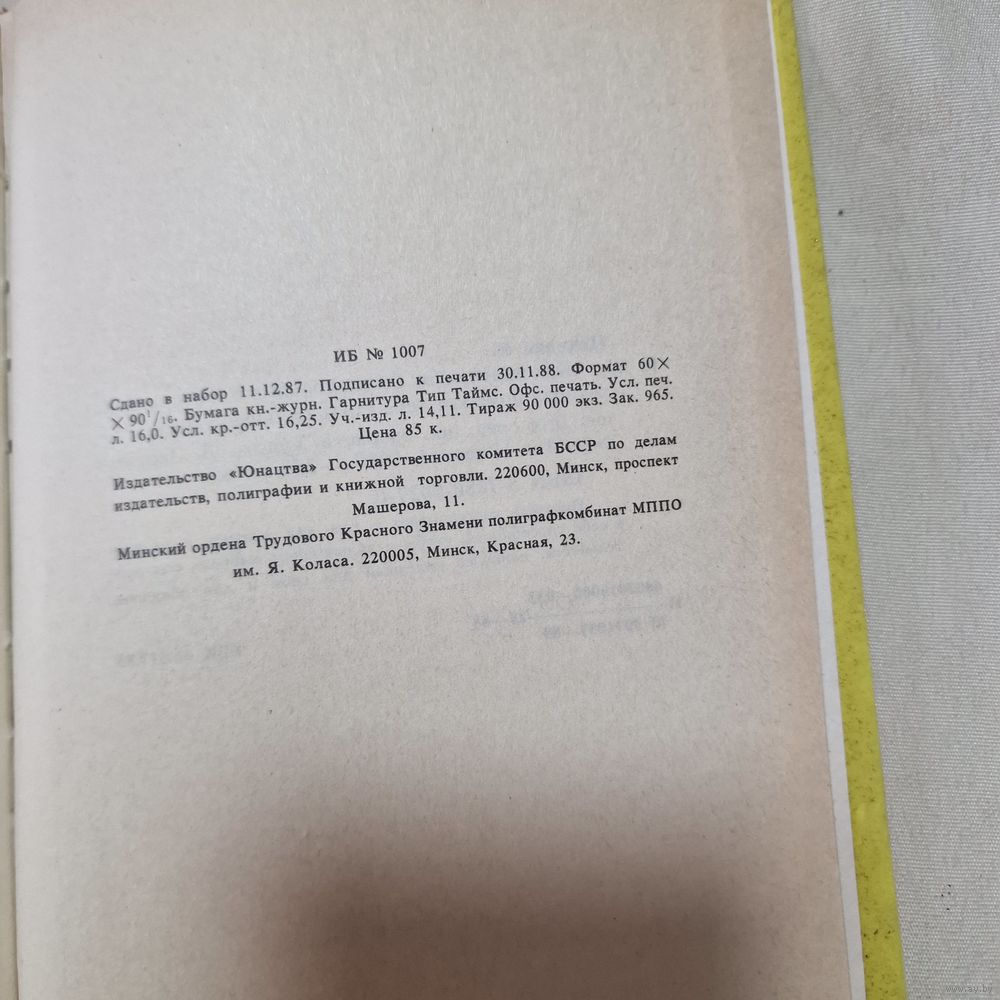 ИБ № 1007
Сдано в набор 11.12.87. Подписано к печати 30.11.88. Формат 60×
×90¹/₁₆. Бумага кн.-журн. Гарнитура Тип Таймс. Офс. печать. Усл. печ.
л. 16,0. Усл. кр.-отт. 16,25. Уч.-изд. л. 14,11. Тираж 90 000 экз. Зак. 965.
Цена 85 к.
Издательство «Юнацтва» Государственного комитета БССР по делам
издательств, полиграфии и книжной торговли. 220600, Минск, проспект
Машерова, 11.
Минский ордена Трудового Красного Знамени полиграфкомбинат МППО
им. Я. Коласа. 220005, Минск, Красная, 23.
www.ay.by